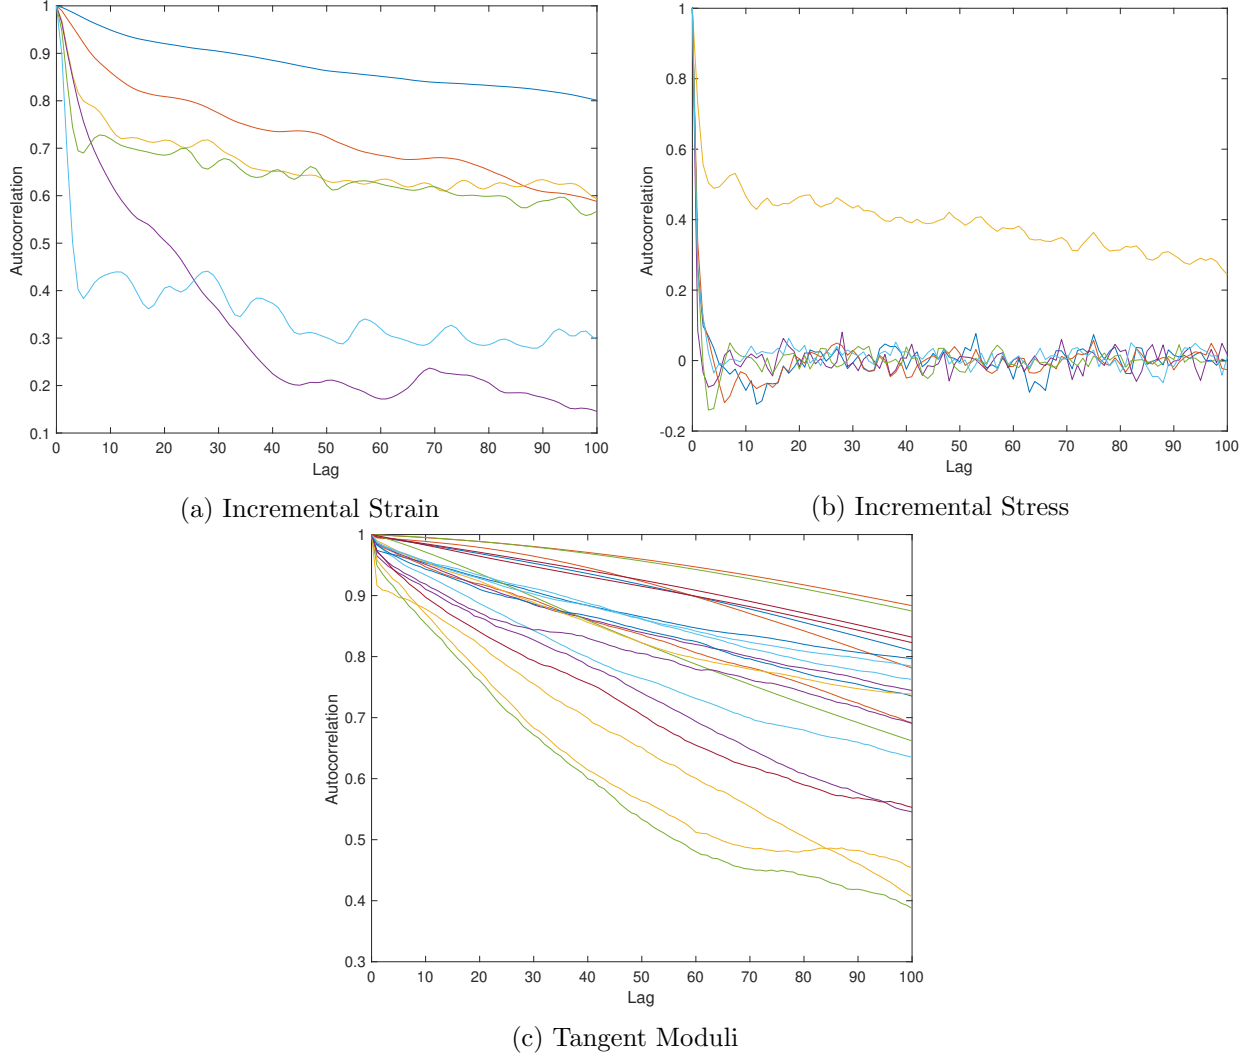 1
0.9
0.8
0.7
0.6
0.5
0.4
0.3
0.2
0.1
Autocorrelation
0 10 20 30 40 50 60 70 80 90 100
Lag
(a) Incremental Strain
1
0.8
0.6
0.4
0.2
0
-0.2
Autocorrelation
0 10 20 30 40 50 60 70 80 90 100
Lag
(b) Incremental Stress
1
0.9
0.8
0.7
0.6
0.5
0.4
0.3
Autocorrelation
0 10 20 30 40 50 60 70 80 90 100
Lag
(c) Tangent Moduli